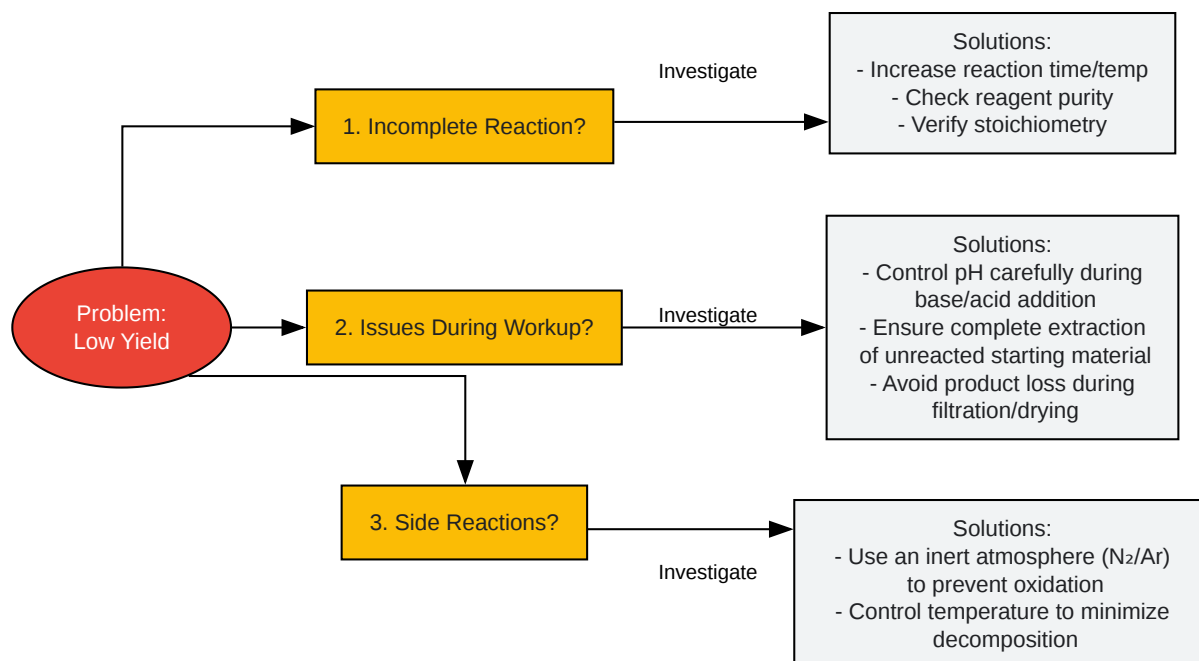 Problem:
Low Yield
1. Incomplete Reaction?
Investigate
Solutions:
- Increase reaction time/temp
- Check reagent purity
- Verify stoichiometry
2. Issues During Workup?
Investigate
Solutions:
- Control pH carefully during
base/acid addition
- Ensure complete extraction
of unreacted starting material
- Avoid product loss during
filtration/drying
3. Side Reactions?
Investigate
Solutions:
- Use an inert atmosphere (N₂/Ar)
to prevent oxidation
- Control temperature to minimize
decomposition